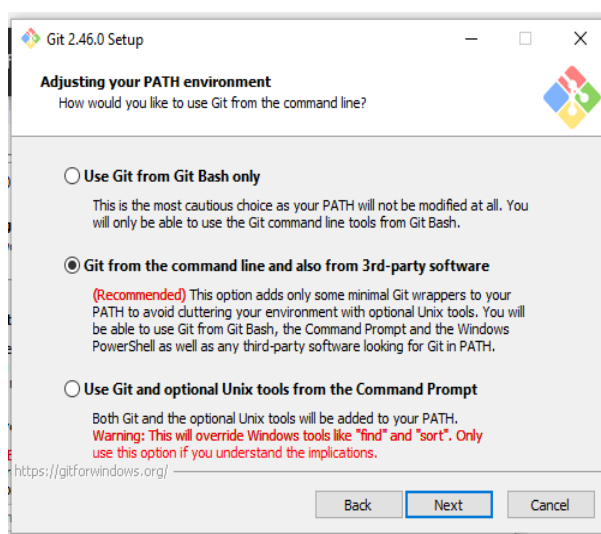 Git 2.46.0 Setup
Adjusting your PATH environment
How would you like to use Git from the command line?
Use Git from Git Bash only
This is the most cautious choice as your PATH will not be modified at all. You
will only be able to use the Git command line tools from Git Bash.
Git from the command line and also from 3rd-party software
(Recommended) This option adds only some minimal Git wrappers to your
PATH to avoid cluttering your environment with optional Unix tools. You will
be able to use Git from Git Bash, the Command Prompt and the Windows
PowerShell as well as any third-party software looking for Git in PATH.
Use Git and optional Unix tools from the Command Prompt
Both Git and the optional Unix tools will be added to your PATH.
Warning: This will override Windows tools like "find" and "sort". Only
use this option if you understand the implications.
https://gitforwindows.org/
Back Next Cancel